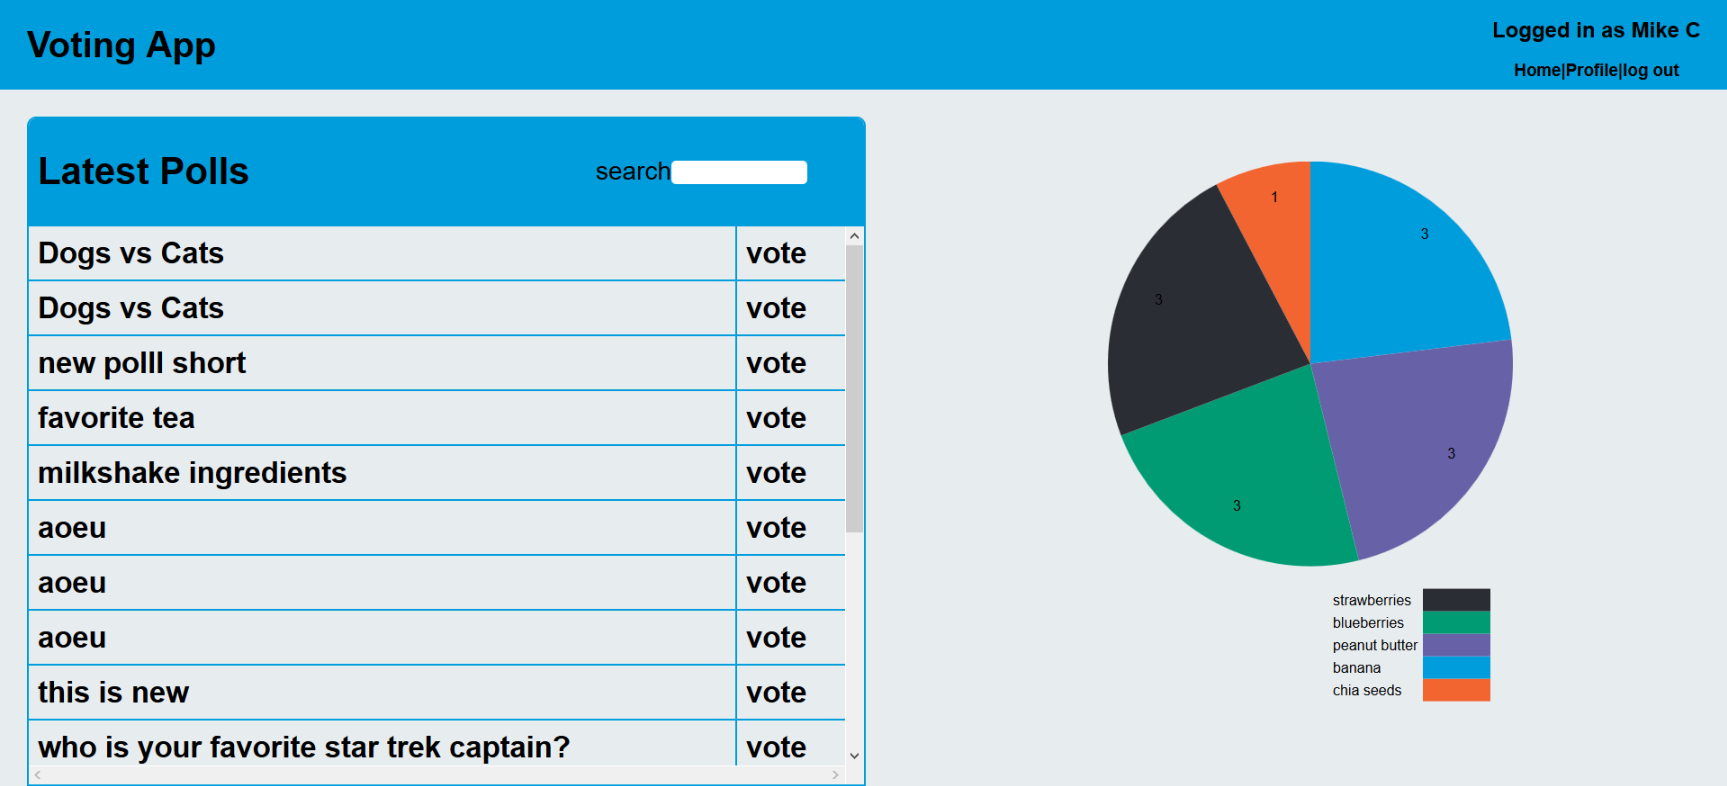 Voting App
Logged in as Mike C
Home|Profile|log out
Latest Polls
search
Dogs vs Cats vote
Dogs vs Cats vote
new polll short vote
favorite tea vote
milkshake ingredients vote
aoeu vote
aoeu vote
aoeu vote
this is new vote
who is your favorite star trek captain? vote
1
3
3
3
3
strawberries
blueberries
peanut butter
banana
chia seeds